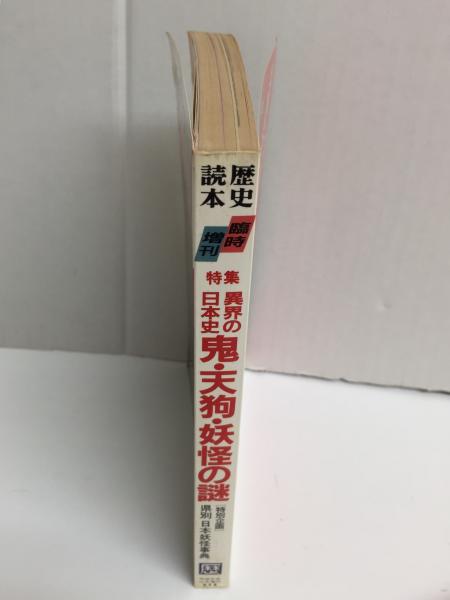 歴史
読本
臨時
増刊
特集
異界の
日本史
鬼・天狗・妖怪の謎
[特別企画]
県別 日本妖怪事典